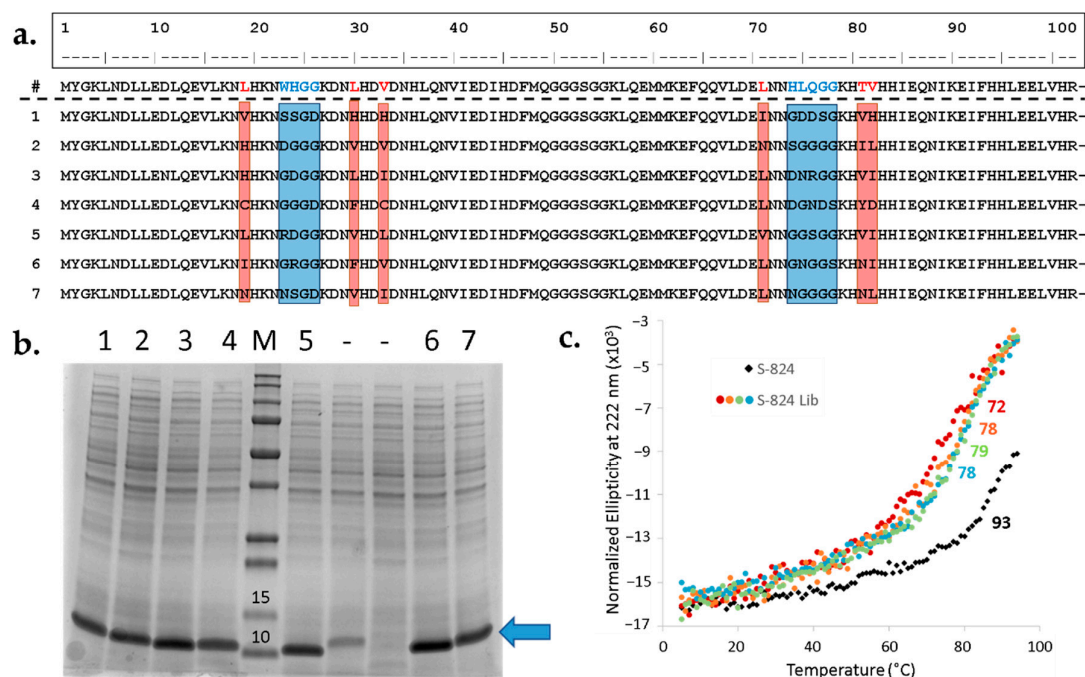 a.
1 10 20 30 40 50 60 70 80 90 100
# MYGKLNDLLEDLQEVLKNLHKNWHGGKDNLHDVDNHLQNVIEDIHDFMQGGGSGGKLQEMMKEFQQVLDELNNHLQGGKHTVHHIEQNIKEIFHHLEELVHR-
1 MYGKLNDLLEDLQEVLKNVHKNSSGDKDNHHDHDNHLQNVIEDIHDFMQGGGSGGKLQEMMKEFQQVLDEINNGDDSGKHVHHHIEQNIKEIFHHLEELVHR-
2 MYGKLNDLLEDLQEVLKNHHKNDGGGKDNVHDVDNHLQNVIEDIHDFMQGGGSGGKLQEMMKEFQQVLDENNNSGGGGKHILHHIEQNIKEIFHHLEELVHR-
3 MYGKLNDLLENLQEVLKNHHKNGDGGKDNLHDIDNHLQNVIEDIHDFMQGGGSGGKLQEMMKEFQQVLDELNNDNRGGKHVIHHIEQNIKEIFHHLEELVHR-
4 MYGKLNDLLEDLQEVLKNCHKNGGGDKDNFHDCDNHLQNVIEDIHDFMQGGGSGGKLQEMMKEFQQVLDELNNDGNDSKHYDHHIEQNIKEIFHHLEELVHR-
5 MYGKLNDLLEDLQEVLKNLHKNRDGGKDNVHDLDNHLQNVIEDIHDFMQGGGSGGKLQEMMKEFQQVLDEVNNGGSGGKHVIHHIEQNIKEIFHHLEELVHR-
6 MYGKLNDLLEDLQEVLKNIHKNGRGGKDNFHDVDNHLQNVIEDIHDFMQGGGSGGKLQEMMKEFQQVLDELNNGNGGSKHNIHHIEQNIKEIFHHLEELVHR-
7 MYGKLNDLLEDLQEVLKNNHKNNSGDKDNVHDIDNHLQNVIEDIHDFMQGGGSGGKLQEMMKEFQQVLDELNNNGGGGKHNLHHIEQNIKEIFHHLEELVHR-
b.
1 2 3 4 M 5 - - 6 7
15
10
c.
Normalized Ellipticity at 222 nm (x10³)
−3
−5
−7
−9
−11
−13
−15
−17
S-824
S-824 Lib
72
78
79
78
93
0 20 40 60 80 100
Temperature (°C)